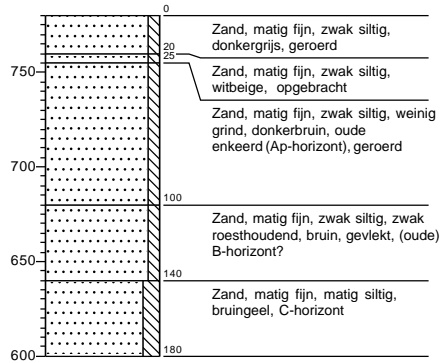 0
Zand, matig fijn, zwak siltig,
donkergrijs, geroerd
20
25
Zand, matig fijn, zwak siltig,
witbeige, opgebracht
750
Zand, matig fijn, zwak siltig, weinig
grind, donkerbruin, oude
enkeerd (Ap-horizont), geroerd
700
100
Zand, matig fijn, zwak siltig, zwak
roesthoudend, bruin, gevlekt, (oude)
B-horizont?
650
140
Zand, matig fijn, matig siltig,
bruingeel, C-horizont
600
180